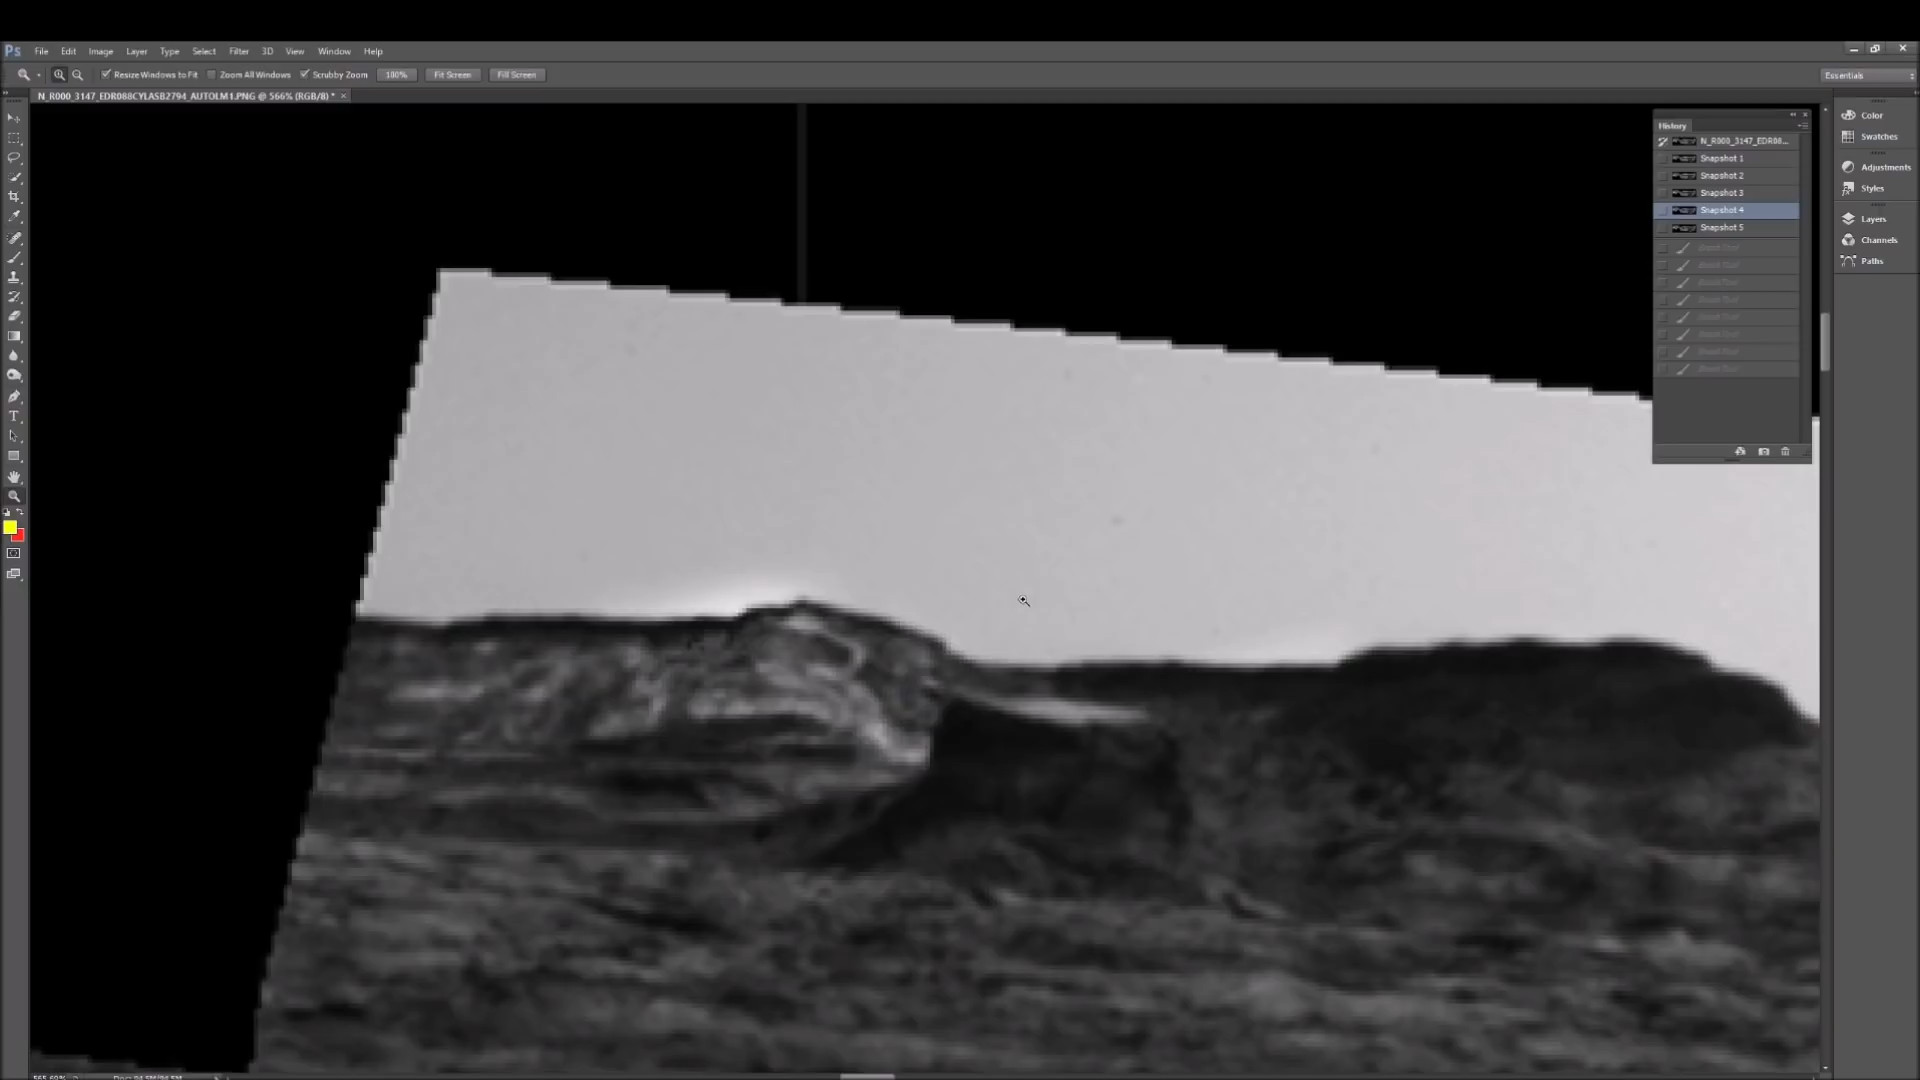 Ps File Edit Image Layer Type Select Filter 3D View Window Help
Resize Windows to Fit Zoom All Windows Scrubby Zoom 100% Fit Screen Fill Screen Essentials
N_R000_3147_EDR088CYLASB2794_AUTOLM1.PNG @ 566% (RGB/8) * ×
History
N_R000_3147_EDR08...
Snapshot 1
Snapshot 2
Snapshot 3
Snapshot 4
Snapshot 5
Color
Swatches
Adjustments
Styles
Layers
Channels
Paths